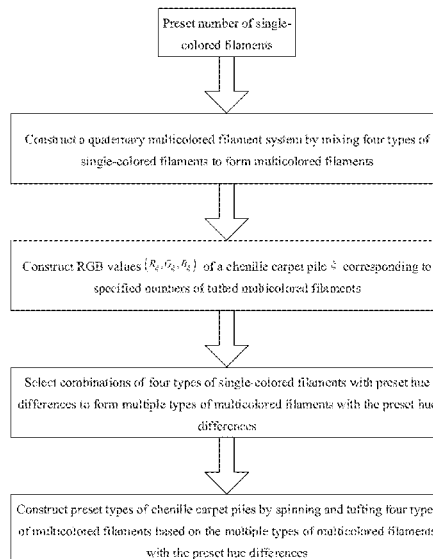 Preset number of single-
colored filaments
Construct a quaternary multicolored filament system by mixing four types of
single-colored filaments to form multicolored filaments
Construct RGB values (Rξ, Gξ, Bξ) of a chenille carpet pile ξ corresponding to
specified numbers of tufted multicolored filaments
Select combinations of four types of single-colored filaments with preset hue
differences to form multiple types of multicolored filaments with the preset hue
differences
Construct preset types of chenille carpet piles by spinning and tufting four type
of multicolored filaments based on the multiple types of multicolored filaments
with the preset hue differences